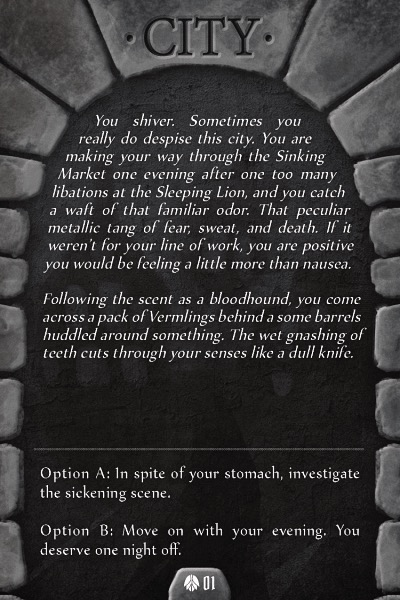 · CITY ·
You shiver. Sometimes you
really do despise this city. You are
making your way through the Sinking
Market one evening after one too many
libations at the Sleeping Lion, and you catch
a waft of that familiar odor. That peculiar
metallic tang of fear, sweat, and death. If it
weren't for your line of work, you are positive
you would be feeling a little more than nausea.
Following the scent as a bloodhound, you come
across a pack of Vermlings behind a some barrels
huddled around something. The wet gnashing of
teeth cuts through your senses like a dull knife.
Option A: In spite of your stomach, investigate
the sickening scene.
Option B: Move on with your evening. You
deserve one night off.
01